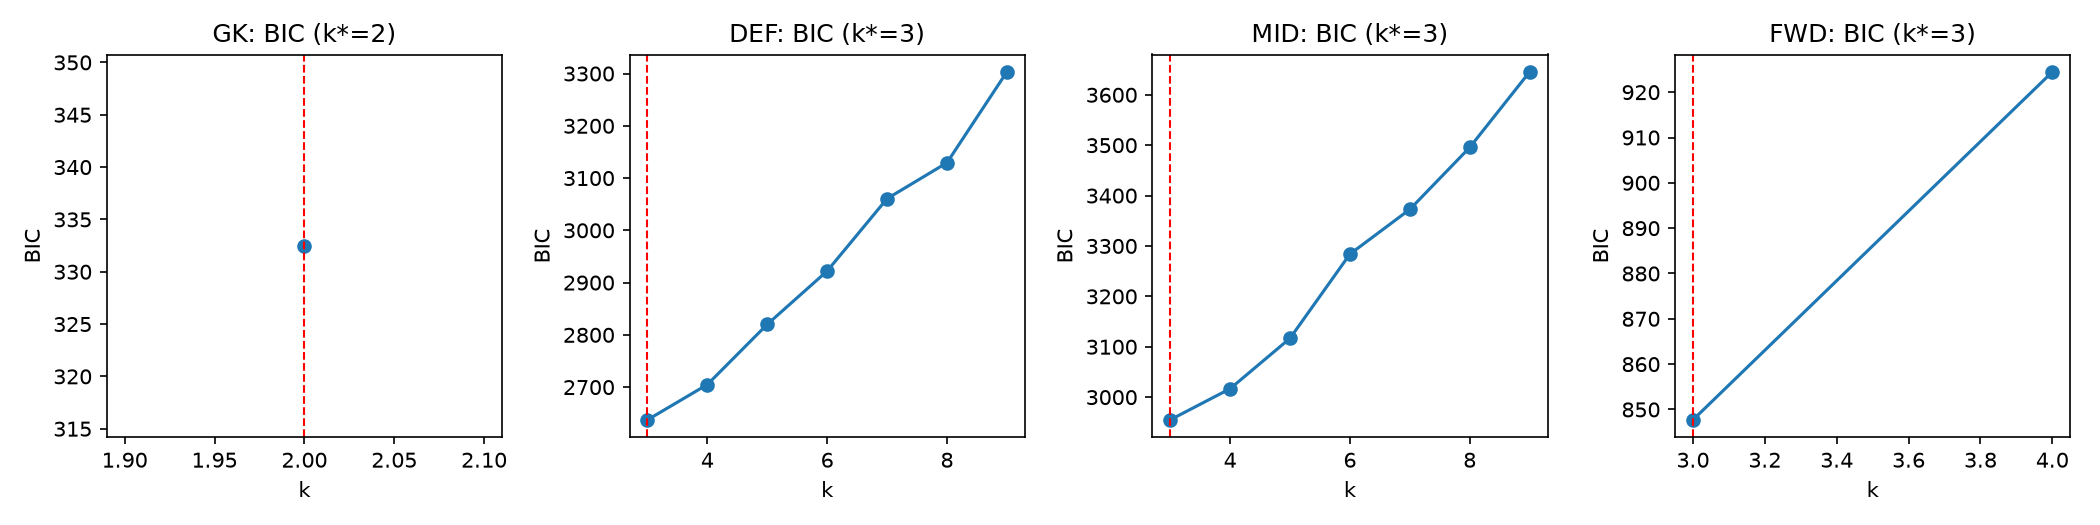 GK: BIC (k*=2)
BIC
350
345
340
335
330
325
320
315
1.90 1.95 2.00 2.05 2.10
k
DEF: BIC (k*=3)
BIC
3300
3200
3100
3000
2900
2800
2700
4 6 8
k
MID: BIC (k*=3)
BIC
3600
3500
3400
3300
3200
3100
3000
4 6 8
k
FWD: BIC (k*=3)
BIC
920
910
900
890
880
870
860
850
3.0 3.2 3.4 3.6 3.8 4.0
k